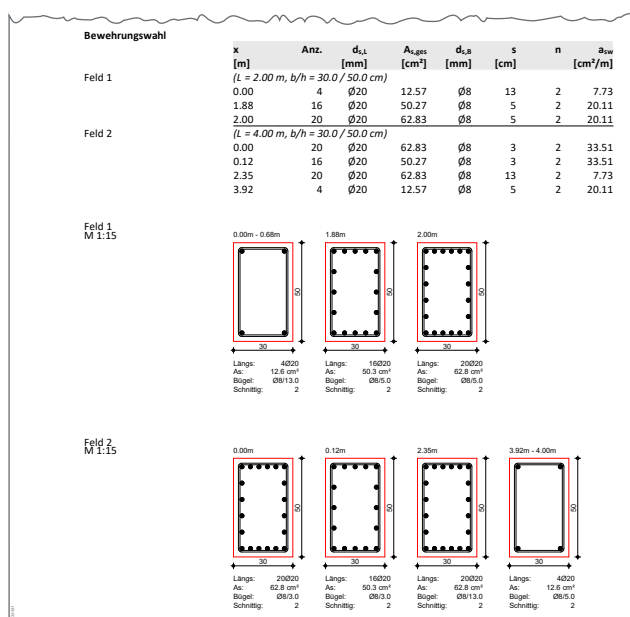 Bewehrungswahl
x Anz. ds,L As,ges ds,B s n asw
[m] [mm] [cm²] [mm] [cm] [cm²/m]
Feld 1 (L = 2.00 m, b/h = 30.0 / 50.0 cm)
0.00 4 Ø20 12.57 Ø8 13 2 7.73
1.88 16 Ø20 50.27 Ø8 5 2 20.11
2.00 20 Ø20 62.83 Ø8 5 2 20.11
Feld 2 (L = 4.00 m, b/h = 30.0 / 50.0 cm)
0.00 20 Ø20 62.83 Ø8 3 2 33.51
0.12 16 Ø20 50.27 Ø8 3 2 33.51
2.35 20 Ø20 62.83 Ø8 13 2 7.73
3.92 4 Ø20 12.57 Ø8 5 2 20.11
Feld 1
M 1:15
0.00m - 0.68m 1.88m 2.00m
50 50 50
30 30 30
Längs: 4Ø20 Längs: 16Ø20 Längs: 20Ø20
As: 12.6 cm² As: 50.3 cm² As: 62.8 cm²
Bügel: Ø8/13.0 Bügel: Ø8/5.0 Bügel: Ø8/5.0
Schnittig: 2 Schnittig: 2 Schnittig: 2
Feld 2
M 1:15
0.00m 0.12m 2.35m 3.92m - 4.00m
50 50 50 50
30 30 30 30
Längs: 20Ø20 Längs: 16Ø20 Längs: 20Ø20 Längs: 4Ø20
As: 62.8 cm² As: 50.3 cm² As: 62.8 cm² As: 12.6 cm²
Bügel: Ø8/3.0 Bügel: Ø8/3.0 Bügel: Ø8/13.0 Bügel: Ø8/5.0
Schnittig: 2 Schnittig: 2 Schnittig: 2 Schnittig: 2